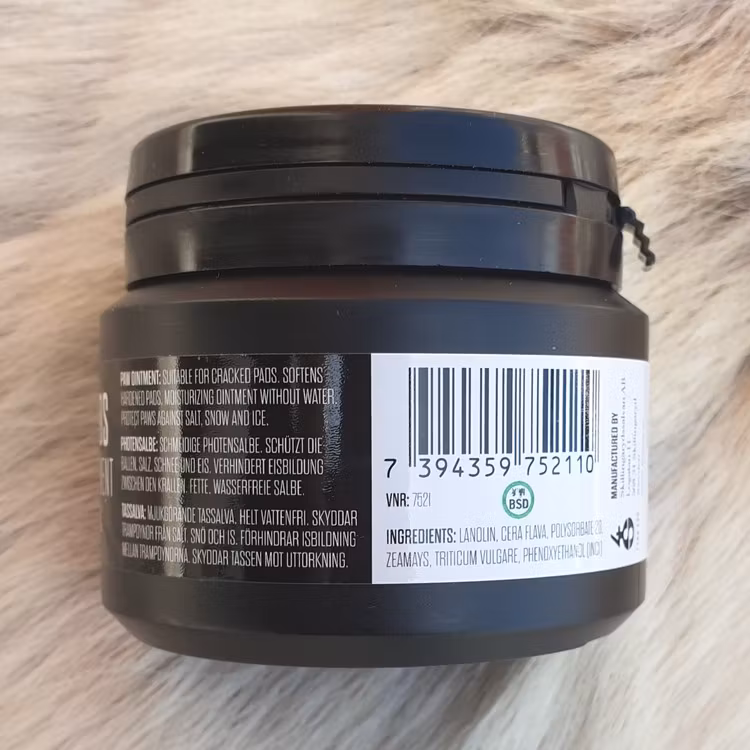 PAW OINTMENT: SUITABLE FOR CRACKED PADS. SOFTENS
HARDENED PADS. MOISTURIZING OINTMENT WITHOUT WATER.
PROTECT PAWS AGAINST SALT, SNOW AND ICE.
PHOTENSALBE: SCHMIDIGE PHOTENSALBE. SCHÜTZT DIE
BALLEN, SALZ, SCHNEE UND EIS. VERHINDERT EISBILDUNG
ZWISCHEN DEN KRALLEN. FETTE, WASSERFREIE SALBE.
TASSALVA: MJUKGÖRANDE TASSALVA. HELT VATTENFRI. SKYDDAR
TRAMPDYNOR FRÅN SALT, SNÖ OCH IS. FÖRHINDRAR ISBILDNING
MELLAN TRAMPDYNORNA. SKYDDAR TASSEN MOT UTTORKNING.
7 394359 752110
VNR: 7521
BSD
INGREDIENTS: LANOLIN, CERA FLAVA, POLYSORBATE-20,
ZEAMAYS, TRITICUM VULGARE, PHENOXYETHANOL (INCI)
MANUFACTURED BY